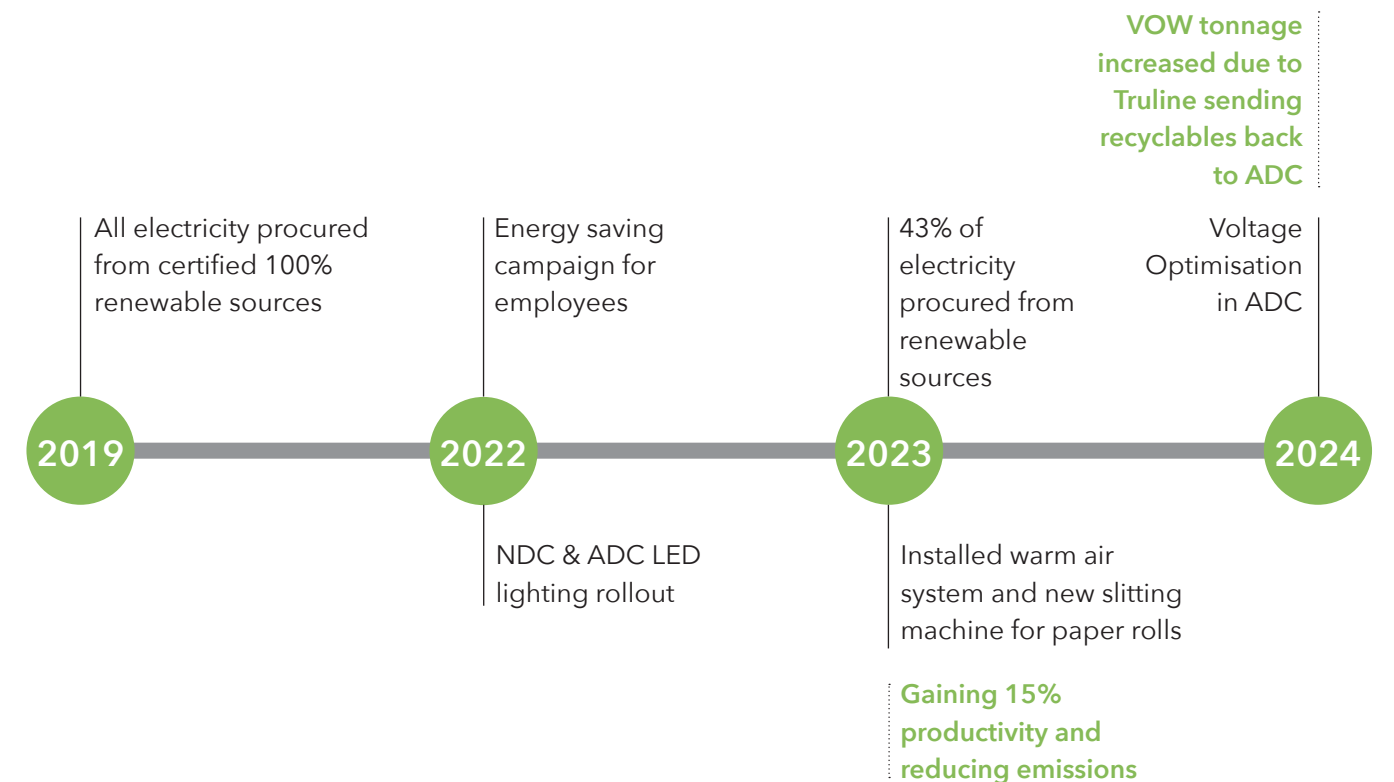 VOW tonnage
increased due to
Truline sending
recyclables back
to ADC
All electricity procured
from certified 100%
renewable sources
Energy saving
campaign for
employees
43% of
electricity
procured from
renewable
sources
Voltage
Optimisation
in ADC
2019
2022
2023
2024
NDC & ADC LED
lighting rollout
Installed warm air
system and new slitting
machine for paper rolls
Gaining 15%
productivity and
reducing emissions